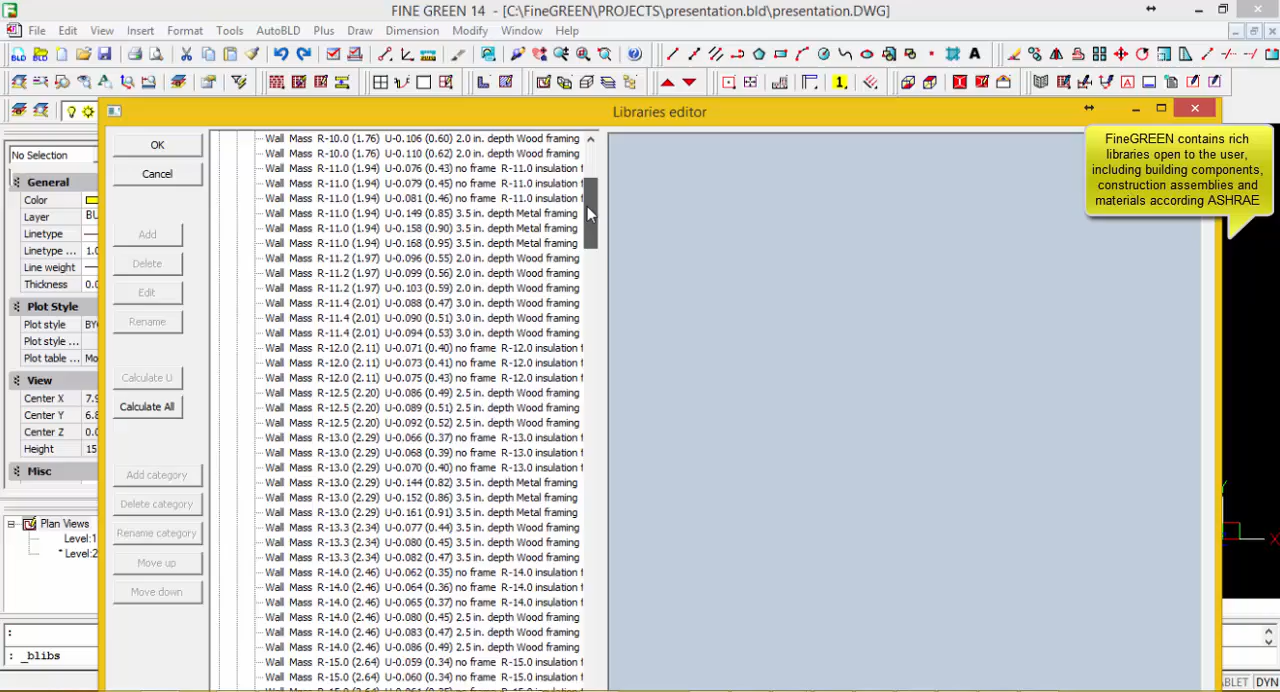 FINE GREEN 14 - [C:\FineGREEN\PROJECTS\presentation.bld\presentation.DWG]
File Edit View Insert Format Tools AutoBLD Plus Draw Dimension Modify Window Help
BLD BLD
Libraries editor
No Selection
General
Color
Layer BU
Linetype
Linetype ... 1.0
Line weight
Thickness 0.0
Plot Style
Plot style BY
Plot style ...
Plot table ... Mo
View
Center X 7.9
Center Y 6.8
Center Z 0.0
Height 15
Misc
Plan Views
Level:1
Level:2
:
: _blibs
OK
Cancel
Add
Delete
Edit
Rename
Calculate U
Calculate All
Add category
Delete category
Rename category
Move up
Move down
Wall Mass R-10.0 (1.76) U-0.106 (0.60) 2.0 in. depth Wood framing
Wall Mass R-10.0 (1.76) U-0.110 (0.62) 2.0 in. depth Wood framing
Wall Mass R-11.0 (1.94) U-0.076 (0.43) no frame R-11.0 insulation f
Wall Mass R-11.0 (1.94) U-0.079 (0.45) no frame R-11.0 insulation f
Wall Mass R-11.0 (1.94) U-0.081 (0.46) no frame R-11.0 insulation f
Wall Mass R-11.0 (1.94) U-0.149 (0.85) 3.5 in. depth Metal framing
Wall Mass R-11.0 (1.94) U-0.158 (0.90) 3.5 in. depth Metal framing
Wall Mass R-11.0 (1.94) U-0.168 (0.95) 3.5 in. depth Metal framing
Wall Mass R-11.2 (1.97) U-0.096 (0.55) 2.0 in. depth Wood framing
Wall Mass R-11.2 (1.97) U-0.099 (0.56) 2.0 in. depth Wood framing
Wall Mass R-11.2 (1.97) U-0.103 (0.59) 2.0 in. depth Wood framing
Wall Mass R-11.4 (2.01) U-0.088 (0.47) 3.0 in. depth Wood framing
Wall Mass R-11.4 (2.01) U-0.090 (0.51) 3.0 in. depth Wood framing
Wall Mass R-11.4 (2.01) U-0.094 (0.53) 3.0 in. depth Wood framing
Wall Mass R-12.0 (2.11) U-0.071 (0.40) no frame R-12.0 insulation f
Wall Mass R-12.0 (2.11) U-0.073 (0.41) no frame R-12.0 insulation f
Wall Mass R-12.0 (2.11) U-0.075 (0.43) no frame R-12.0 insulation f
Wall Mass R-12.5 (2.20) U-0.086 (0.49) 2.5 in. depth Wood framing
Wall Mass R-12.5 (2.20) U-0.089 (0.51) 2.5 in. depth Wood framing
Wall Mass R-12.5 (2.20) U-0.092 (0.52) 2.5 in. depth Wood framing
Wall Mass R-13.0 (2.29) U-0.066 (0.37) no frame R-13.0 insulation f
Wall Mass R-13.0 (2.29) U-0.068 (0.39) no frame R-13.0 insulation f
Wall Mass R-13.0 (2.29) U-0.070 (0.40) no frame R-13.0 insulation f
Wall Mass R-13.0 (2.29) U-0.144 (0.82) 3.5 in. depth Metal framing
Wall Mass R-13.0 (2.29) U-0.152 (0.86) 3.5 in. depth Metal framing
Wall Mass R-13.0 (2.29) U-0.161 (0.91) 3.5 in. depth Metal framing
Wall Mass R-13.3 (2.34) U-0.077 (0.44) 3.5 in. depth Wood framing
Wall Mass R-13.3 (2.34) U-0.080 (0.45) 3.5 in. depth Wood framing
Wall Mass R-13.3 (2.34) U-0.082 (0.47) 3.5 in. depth Wood framing
Wall Mass R-14.0 (2.46) U-0.062 (0.35) no frame R-14.0 insulation f
Wall Mass R-14.0 (2.46) U-0.064 (0.36) no frame R-14.0 insulation f
Wall Mass R-14.0 (2.46) U-0.065 (0.37) no frame R-14.0 insulation f
Wall Mass R-14.0 (2.46) U-0.080 (0.45) 2.5 in. depth Wood framing
Wall Mass R-14.0 (2.46) U-0.083 (0.47) 2.5 in. depth Wood framing
Wall Mass R-14.0 (2.46) U-0.086 (0.49) 2.5 in. depth Wood framing
Wall Mass R-15.0 (2.64) U-0.059 (0.34) no frame R-15.0 insulation f
Wall Mass R-15.0 (2.64) U-0.060 (0.34) no frame R-15.0 insulation f
FineGREEN contains rich
libraries open to the user,
including building components,
construction assemblies and
materials according ASHRAE
Y
X
TABLET DYN